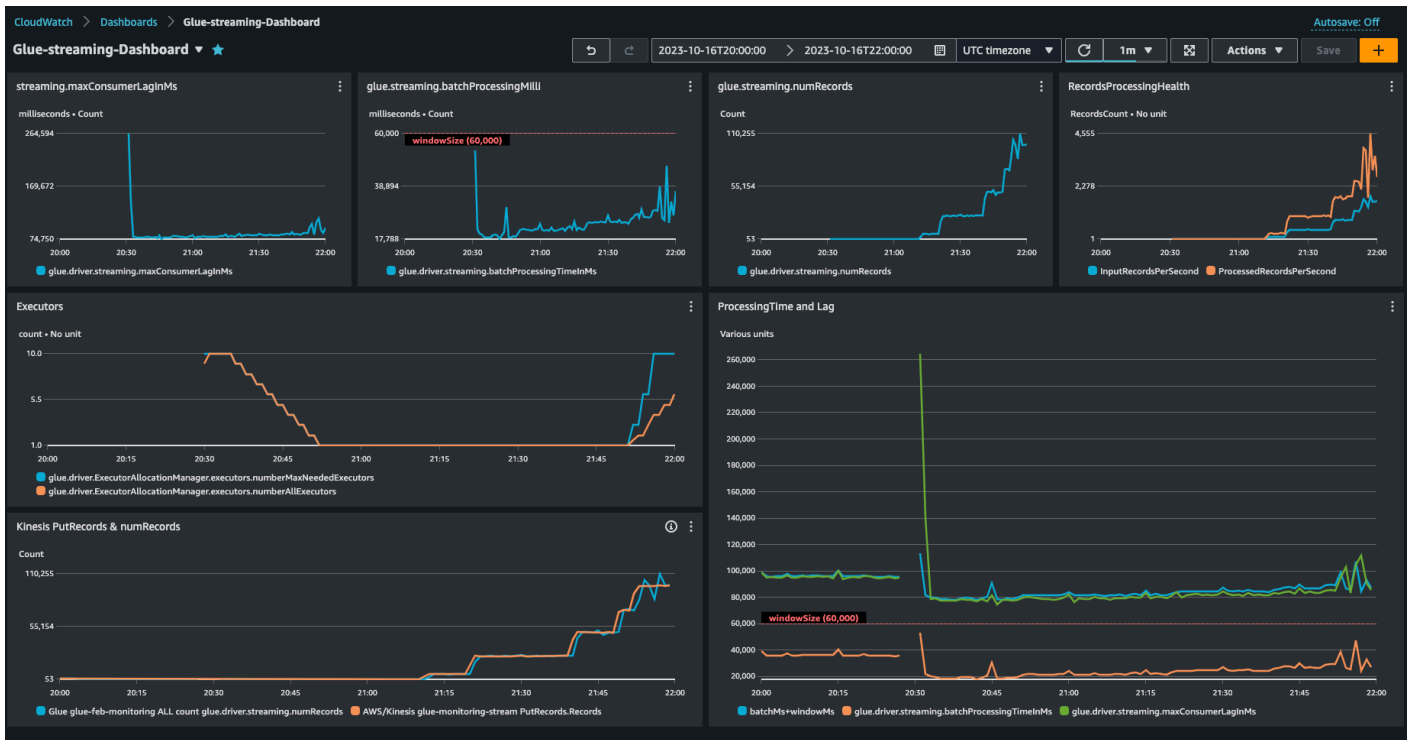 CloudWatch > Dashboards > Glue-streaming-Dashboard
Autosave: Off
Glue-streaming-Dashboard
2023-10-16T20:00:00 > 2023-10-16T22:00:00
UTC timezone
1m
Actions
Save
+
streaming.maxConsumerLagInMs
milliseconds • Count
264,594
169,672
74,750
20:00 20:30 21:00 21:30 22:00
glue.driver.streaming.maxConsumerLagInMs
glue.streaming.batchProcessingMilli
milliseconds • Count
60,000
windowSize (60,000)
38,894
17,788
20:00 20:30 21:00 21:30 22:00
glue.driver.streaming.batchProcessingTimeInMs
glue.streaming.numRecords
Count
110,255
55,154
53
20:00 20:30 21:00 21:30 22:00
glue.driver.streaming.numRecords
RecordsProcessingHealth
RecordsCount • No unit
4,555
2,278
1
20:00 20:30 21:00 21:30 22:00
InputRecordsPerSecond ProcessedRecordsPerSecond
Executors
count • No unit
10.0
5.5
1.0
20:00 20:15 20:30 20:45 21:00 21:15 21:30 21:45 22:00
glue.driver.ExecutorAllocationManager.executors.numberMaxNeededExecutors
glue.driver.ExecutorAllocationManager.executors.numberAllExecutors
Kinesis PutRecords & numRecords
Count
110,255
55,154
53
20:00 20:15 20:30 20:45 21:00 21:15 21:30 21:45 22:00
Glue glue-feb-monitoring ALL count glue.driver.streaming.numRecords AWS/Kinesis glue-monitoring-stream PutRecords.Records
ProcessingTime and Lag
Various units
260,000
240,000
220,000
200,000
180,000
160,000
140,000
120,000
100,000
80,000
60,000
windowSize (60,000)
40,000
20,000
20:00 20:15 20:30 20:45 21:00 21:15 21:30 21:45 22:00
batchMs+windowMs glue.driver.streaming.batchProcessingTimeInMs glue.driver.streaming.maxConsumerLagInMs